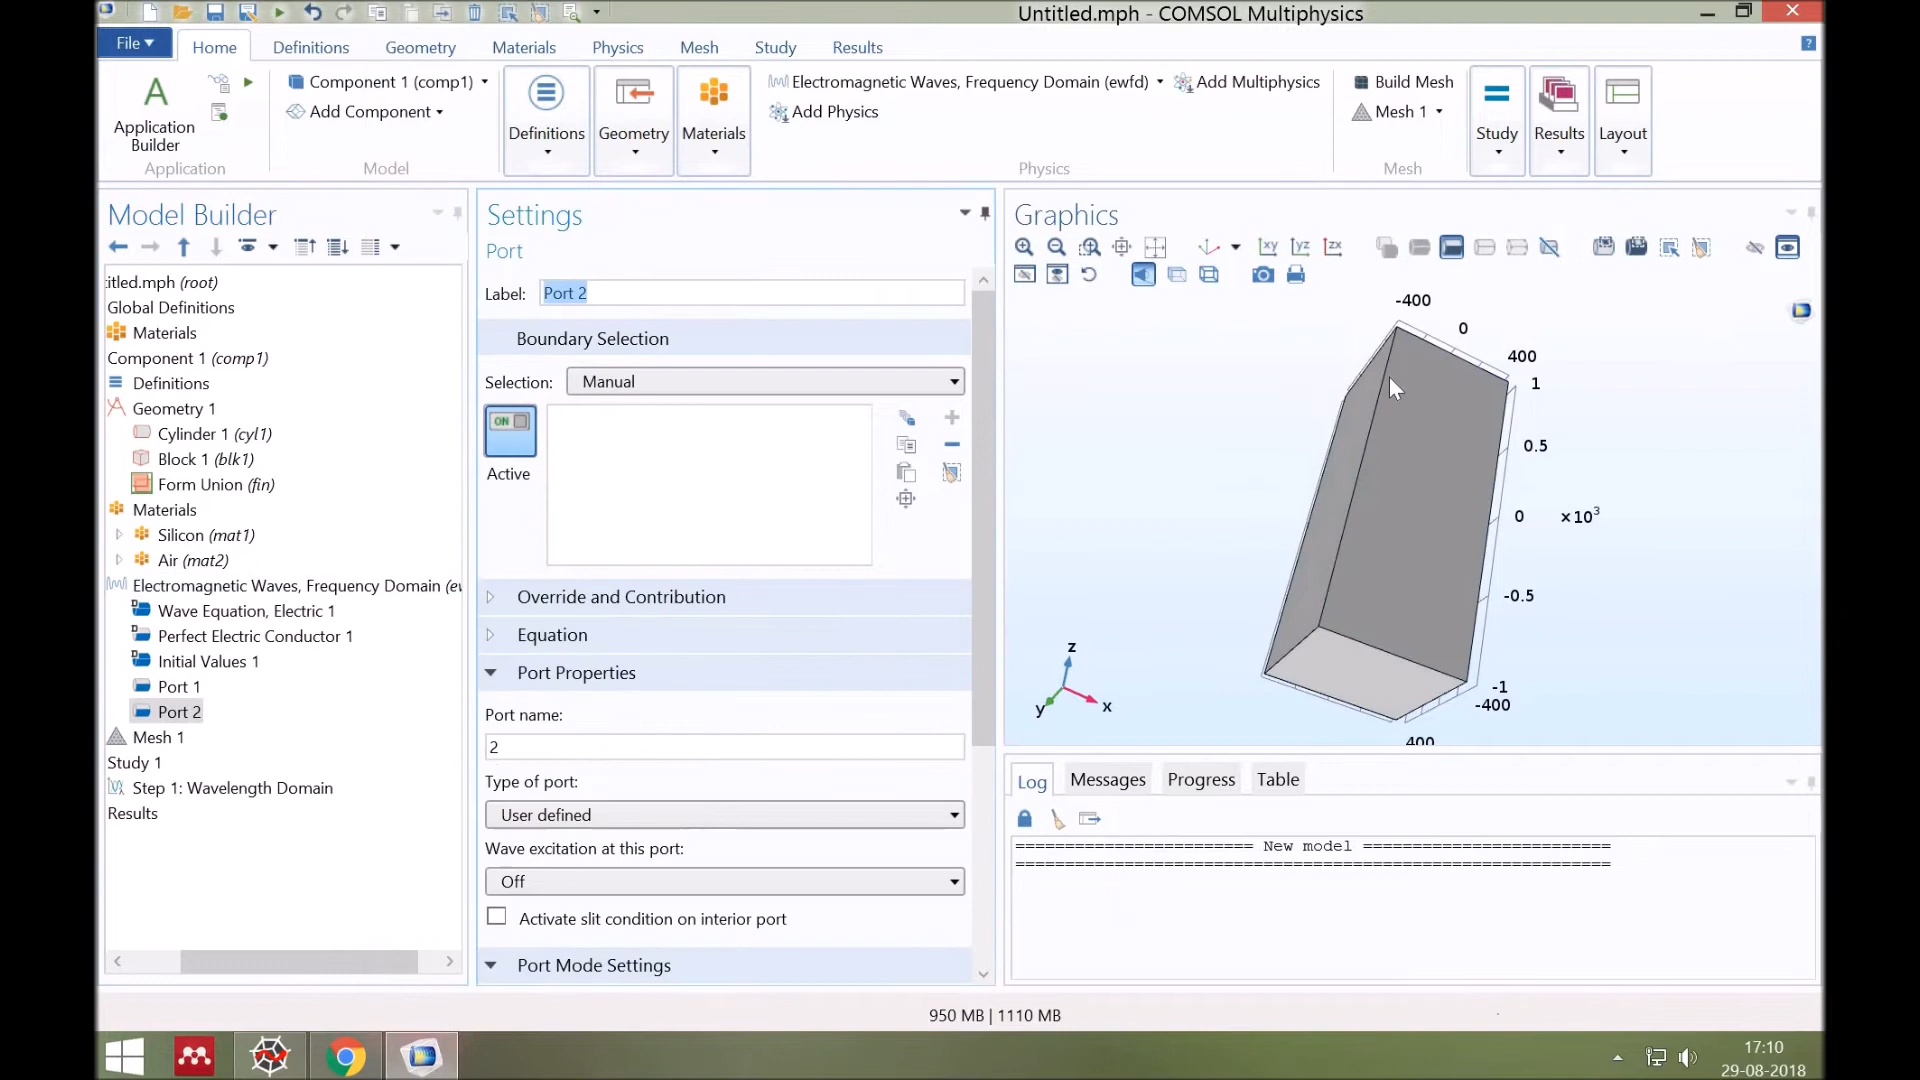 Untitled.mph - COMSOL Multiphysics
File
Home
Definitions
Geometry
Materials
Physics
Mesh
Study
Results
Application Builder
Application
Component 1 (comp1)
Add Component
Model
Definitions
Geometry
Materials
Electromagnetic Waves, Frequency Domain (ewfd)
Add Multiphysics
Add Physics
Physics
Build Mesh
Mesh 1
Mesh
Study
Results
Layout
Model Builder
itled.mph (root)
Global Definitions
Materials
Component 1 (comp1)
Definitions
Geometry 1
Cylinder 1 (cyl1)
Block 1 (blk1)
Form Union (fin)
Materials
Silicon (mat1)
Air (mat2)
Electromagnetic Waves, Frequency Domain (ew
Wave Equation, Electric 1
Perfect Electric Conductor 1
Initial Values 1
Port 1
Port 2
Mesh 1
Study 1
Step 1: Wavelength Domain
Results
Settings
Port
Label: Port 2
Boundary Selection
Selection: Manual
ON
Active
Override and Contribution
Equation
Port Properties
Port name:
2
Type of port:
User defined
Wave excitation at this port:
Off
Activate slit condition on interior port
Port Mode Settings
Graphics
xy yz zx
-400
0
400
1
0.5
0
×10³
-0.5
-1
-400
400
z
y
x
Log
Messages
Progress
Table
======================== New model =========================
============================================================
950 MB | 1110 MB
17:10
29-08-2018